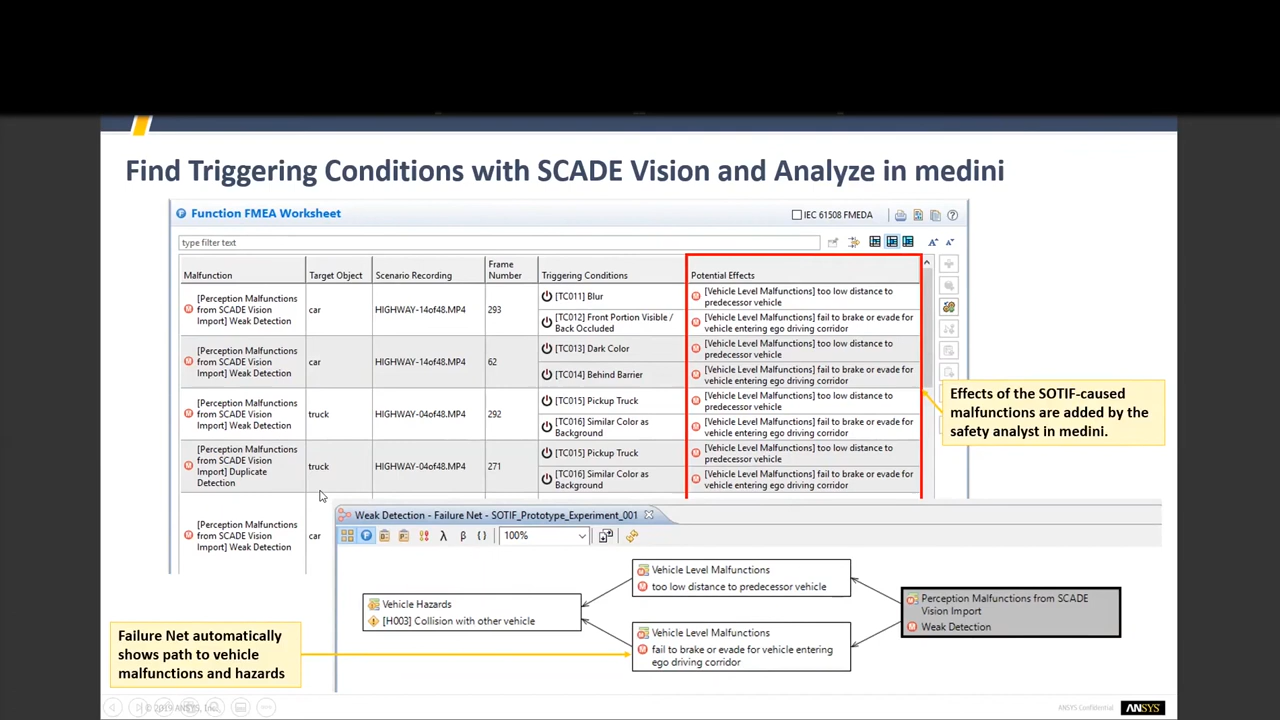 Find Triggering Conditions with SCADE Vision and Analyze in medini
Function FMEA Worksheet
IEC 61508 FMEDA
type filter text
Malfunction
Target Object
Scenario Recording
Frame
Number
Triggering Conditions
Potential Effects
[Perception Malfunctions
from SCADE Vision
Import] Weak Detection
car
HIGHWAY-14of48.MP4
293
[TC011] Blur
[TC012] Front Portion Visible /
Back Occluded
[Vehicle Level Malfunctions] too low distance to
predecessor vehicle
[Vehicle Level Malfunctions] fail to brake or evade for
vehicle entering ego driving corridor
[Perception Malfunctions
from SCADE Vision
Import] Weak Detection
car
HIGHWAY-14of48.MP4
62
[TC013] Dark Color
[TC014] Behind Barrier
[Vehicle Level Malfunctions] too low distance to
predecessor vehicle
[Vehicle Level Malfunctions] fail to brake or evade for
vehicle entering ego driving corridor
[Perception Malfunctions
from SCADE Vision
Import] Weak Detection
truck
HIGHWAY-04of48.MP4
292
[TC015] Pickup Truck
[TC016] Similar Color as
Background
[Vehicle Level Malfunctions] too low distance to
predecessor vehicle
[Vehicle Level Malfunctions] fail to brake or evade for
vehicle entering ego driving corridor
[Perception Malfunctions
from SCADE Vision
Import] Duplicate
Detection
truck
HIGHWAY-04of48.MP4
271
[TC015] Pickup Truck
[TC016] Similar Color as
Background
[Vehicle Level Malfunctions] too low distance to
predecessor vehicle
[Vehicle Level Malfunctions] fail to brake or evade for
vehicle entering ego driving corridor
[Perception Malfunctions
from SCADE Vision
Import] Weak Detection
car
Effects of the SOTIF-caused
malfunctions are added by the
safety analyst in medini.
Weak Detection - Failure Net - SOTIF_Prototype_Experiment_001
λ
β
{ }
100%
Vehicle Hazards
[H003] Collision with other vehicle
Vehicle Level Malfunctions
too low distance to predecessor vehicle
Vehicle Level Malfunctions
fail to brake or evade for vehicle entering
ego driving corridor
Perception Malfunctions from SCADE
Vision Import
Weak Detection
Failure Net automatically
shows path to vehicle
malfunctions and hazards
© 2019 ANSYS, Inc.
ANSYS Confidential
ANSYS